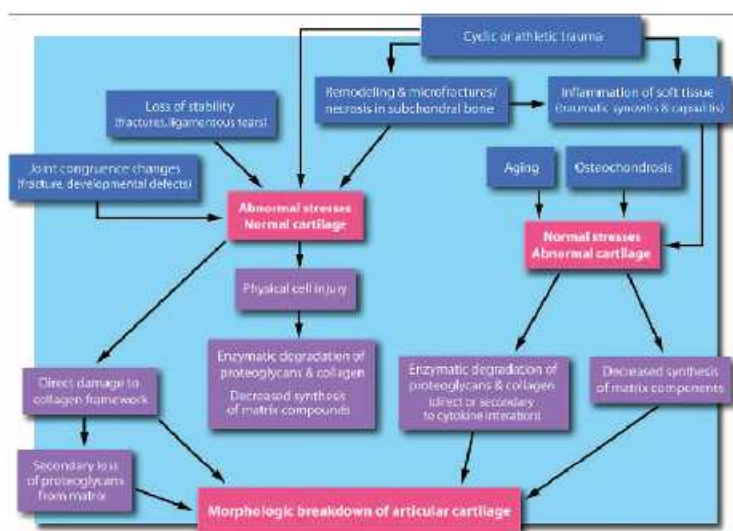 Cyclic or athletic trauma
Loss of stability
(fractures, ligamentous tears)
Remodeling & microfractures/
necrosis in subchondral bone
Inflammation of soft tissue
(traumatic synovitis & capsulitis)
Joint congruence changes
(fracture, developmental defects)
Aging
Osteochondrosis
Abnormal stresses
Normal cartilage
Normal stresses
Abnormal cartilage
Physical cell injury
Direct damage to
collagen framework
Enzymatic degradation of
proteoglycans & collagen
Decreased synthesis
of matrix compounds
Enzymatic degradation of
proteoglycans & collagen
(direct or secondary
to cytokine interation)
Decreased synthesis
of matrix components
Secondary loss
of proteoglycans
from matrix
Morphologic breakdown of articular cartilage